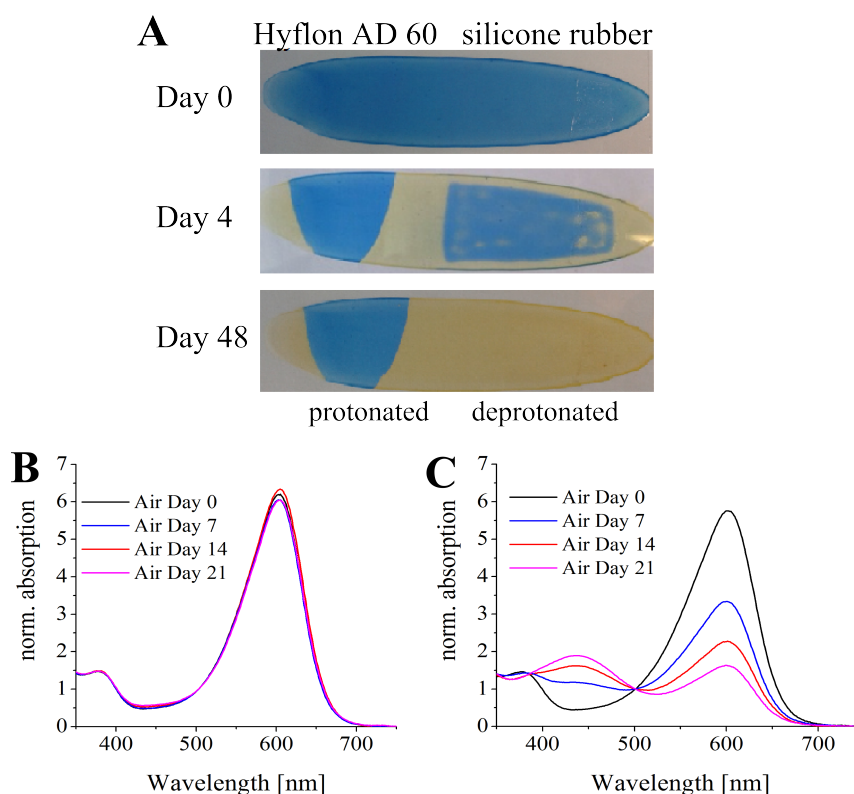 A
Hyflon AD 60 silicone rubber
Day 0
Day 4
Day 48
protonated deprotonated
B
7
6
5
4
3
2
1
0
norm. absorption
Air Day 0
Air Day 7
Air Day 14
Air Day 21
400 500 600 700
Wavelength [nm]
C
7
6
5
4
3
2
1
0
norm. absorption
Air Day 0
Air Day 7
Air Day 14
Air Day 21
400 500 600 700
Wavelength [nm]